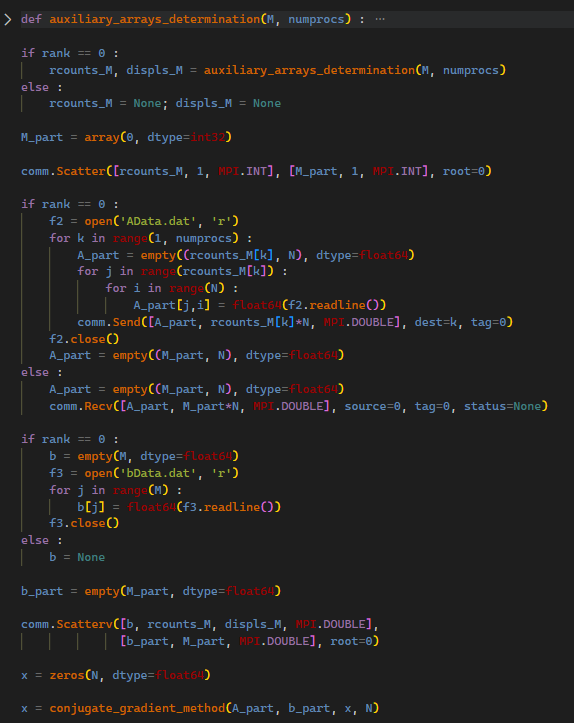 def auxiliary_arrays_determination(M, numprocs) : ...
if rank == 0 :
    rcounts_M, displs_M = auxiliary_arrays_determination(M, numprocs)
else :
    rcounts_M = None; displs_M = None
M_part = array(0, dtype=int32)
comm.Scatter([rcounts_M, 1, MPI.INT], [M_part, 1, MPI.INT], root=0)
if rank == 0 :
    f2 = open('AData.dat', 'r')
    for k in range(1, numprocs) :
        A_part = empty((rcounts_M[k], N), dtype=float64)
        for j in range(rcounts_M[k]) :
            for i in range(N) :
                A_part[j,i] = float64(f2.readline())
        comm.Send([A_part, rcounts_M[k]*N, MPI.DOUBLE], dest=k, tag=0)
    f2.close()
    A_part = empty((M_part, N), dtype=float64)
else :
    A_part = empty((M_part, N), dtype=float64)
    comm.Recv([A_part, M_part*N, MPI.DOUBLE], source=0, tag=0, status=None)
if rank == 0 :
    b = empty(M, dtype=float64)
    f3 = open('bData.dat', 'r')
    for j in range(M) :
        b[j] = float64(f3.readline())
    f3.close()
else :
    b = None
b_part = empty(M_part, dtype=float64)
comm.Scatterv([b, rcounts_M, displs_M, MPI.DOUBLE],
              [b_part, M_part, MPI.DOUBLE], root=0)
x = zeros(N, dtype=float64)
x = conjugate_gradient_method(A_part, b_part, x, N)